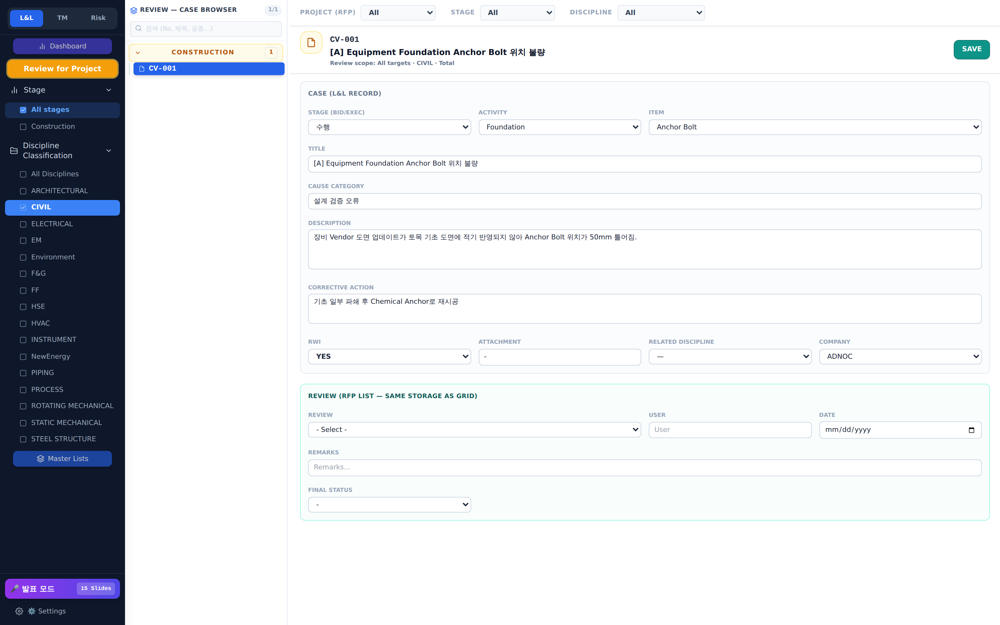 L&L TM Risk
Dashboard
Review for Project
Stage
All stages
Construction
Discipline
Classification
All Disciplines
ARCHITECTURAL
CIVIL
ELECTRICAL
EM
Environment
F&G
FF
HSE
HVAC
INSTRUMENT
NewEnergy
PIPING
PROCESS
ROTATING MECHANICAL
STATIC MECHANICAL
STEEL STRUCTURE
Master Lists
🎤 발표 모드 15 Slides
⚙️ Settings
REVIEW — CASE BROWSER 1/1
검색 (No, 제목, 공종...)
CONSTRUCTION 1
CV-001
PROJECT (RFP) All STAGE All DISCIPLINE All
CV-001
[A] Equipment Foundation Anchor Bolt 위치 불량
Review scope: All targets · CIVIL · Total
SAVE
CASE (L&L RECORD)
STAGE (BID/EXEC) ACTIVITY ITEM
수행 Foundation Anchor Bolt
TITLE
[A] Equipment Foundation Anchor Bolt 위치 불량
CAUSE CATEGORY
설계 검증 오류
DESCRIPTION
장비 Vendor 도면 업데이트가 토목 기초 도면에 적기 반영되지 않아 Anchor Bolt 위치가 50mm 틀어짐.
CORRECTIVE ACTION
기초 일부 파쇄 후 Chemical Anchor로 재시공
RWI ATTACHMENT RELATED DISCIPLINE COMPANY
YES - — ADNOC
REVIEW (RFP LIST — SAME STORAGE AS GRID)
REVIEW USER DATE
- Select - User mm/dd/yyyy
REMARKS
Remarks...
FINAL STATUS
-